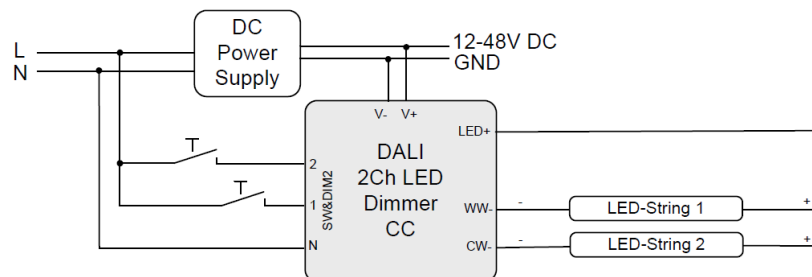 DC
Power
Supply
L
N
12-48V DC
GND
V- V+
LED+
DALI
2Ch LED
Dimmer
CC
SW&DIM2
T
2
T
1
N
WW-
- LED-String 1 +
CW-
- LED-String 2 +